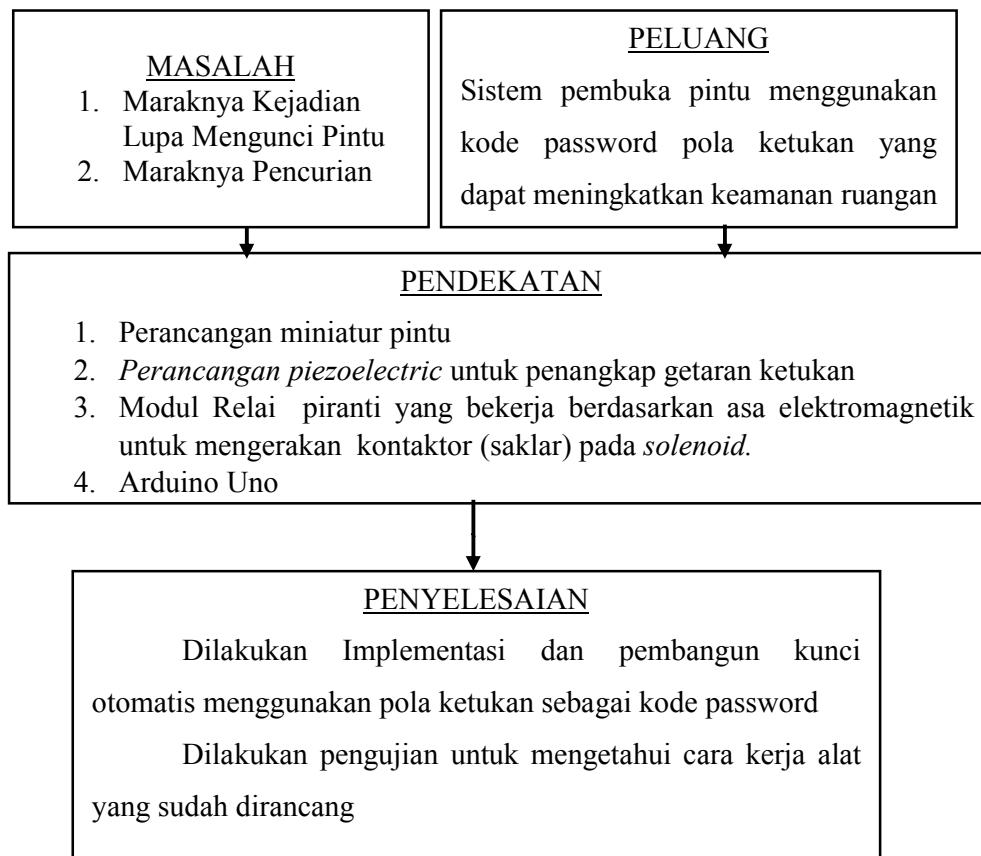 MASALAH
1. Maraknya Kejadian
Lupa Mengunci Pintu
2. Maraknya Pencurian
PELUANG
Sistem pembuka pintu menggunakan
kode password pola ketukan yang
dapat meningkatkan keamanan ruangan
PENDEKATAN
1. Perancangan miniatur pintu
2. Perancangan piezoelectric untuk penangkap getaran ketukan
3. Modul Relai piranti yang bekerja berdasarkan asa elektromagnetik
untuk mengerakan kontaktor (saklar) pada solenoid.
4. Arduino Uno
PENYELESAIAN
Dilakukan Implementasi dan pembangun kunci
otomatis menggunakan pola ketukan sebagai kode password
Dilakukan pengujian untuk mengetahui cara kerja alat
yang sudah dirancang